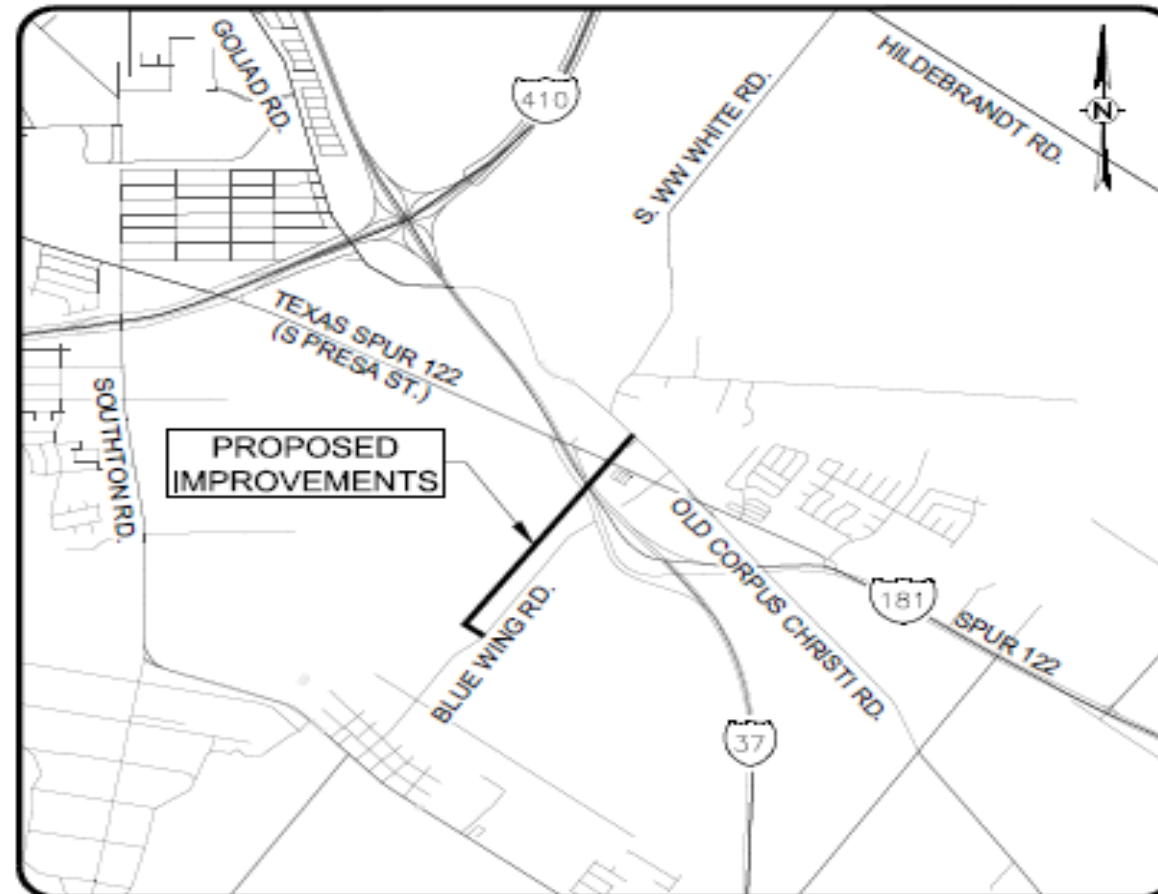 GOLIAD RD.
410
S. WW WHITE RD.
HILDEBRANDT RD.
N
TEXAS SPUR 122
(S PRESA ST.)
SOUTHTON RD.
PROPOSED
IMPROVEMENTS
OLD CORPUS CHRISTI RD.
BLUE WING RD.
181
SPUR 122
37